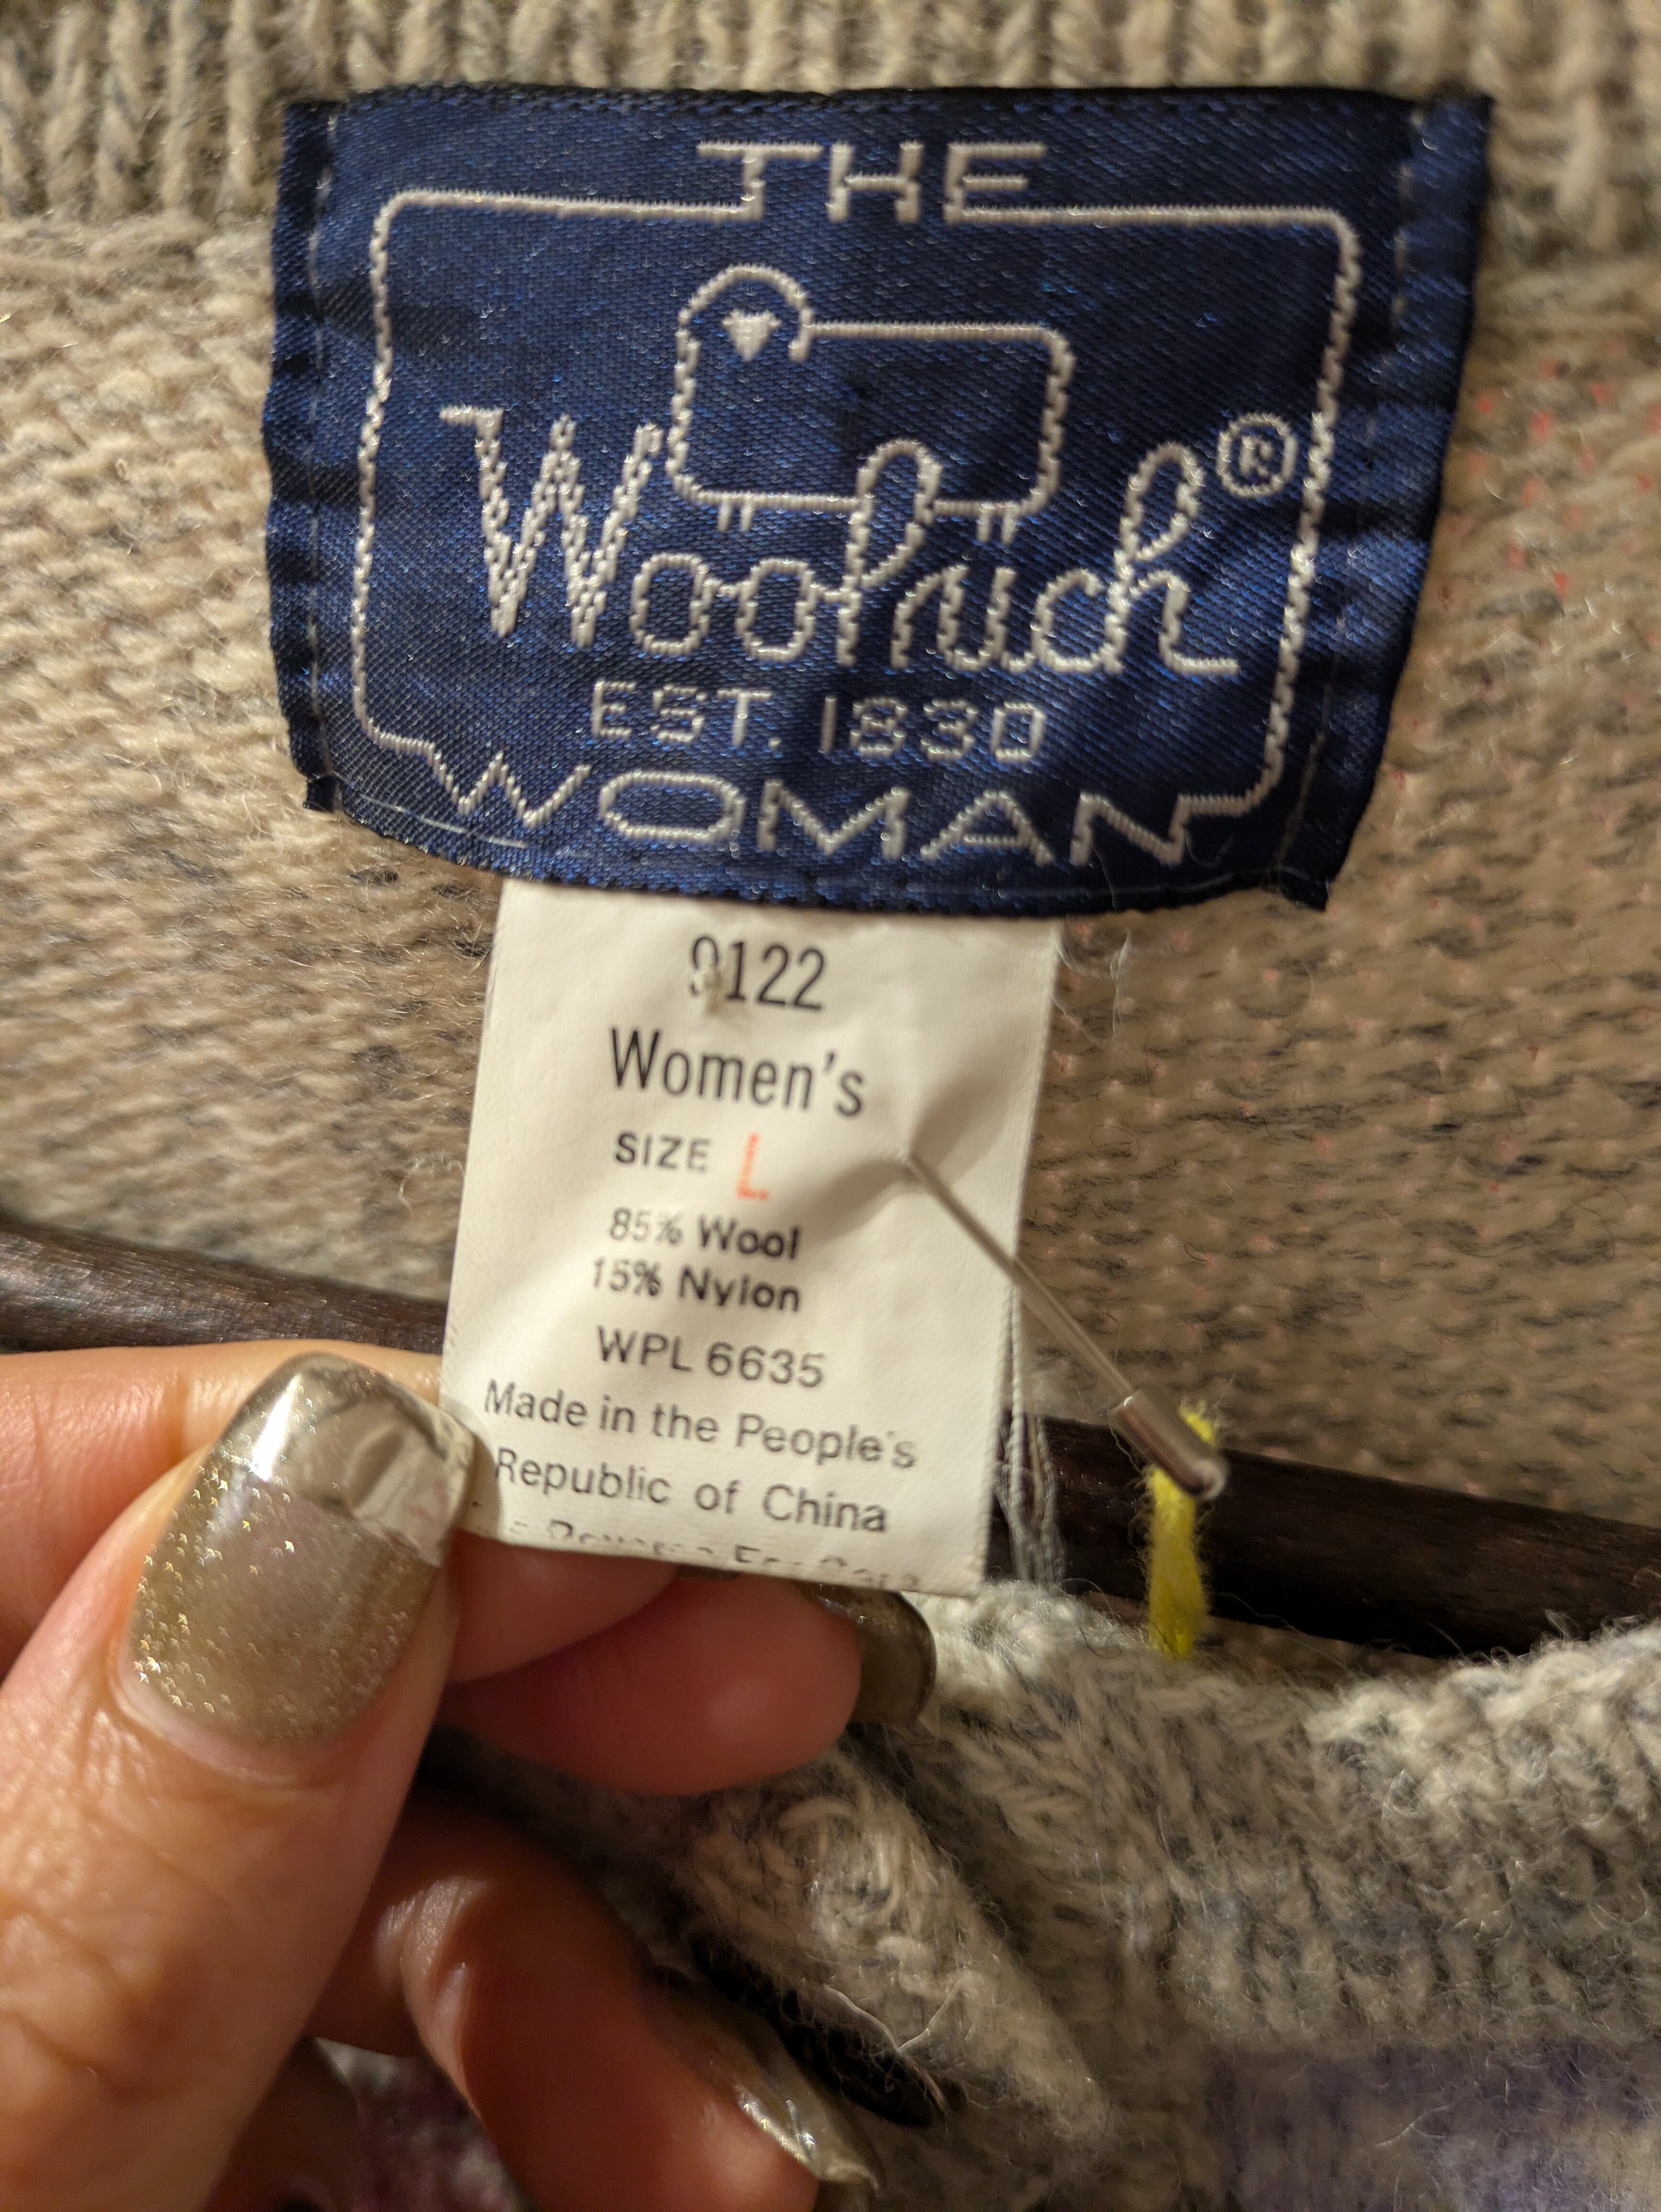 THE
Woolrich®
EST. 1830
WOMAN
9122
Women's
SIZE L
85% Wool
15% Nylon
WPL 6635
Made in the People's
Republic of China